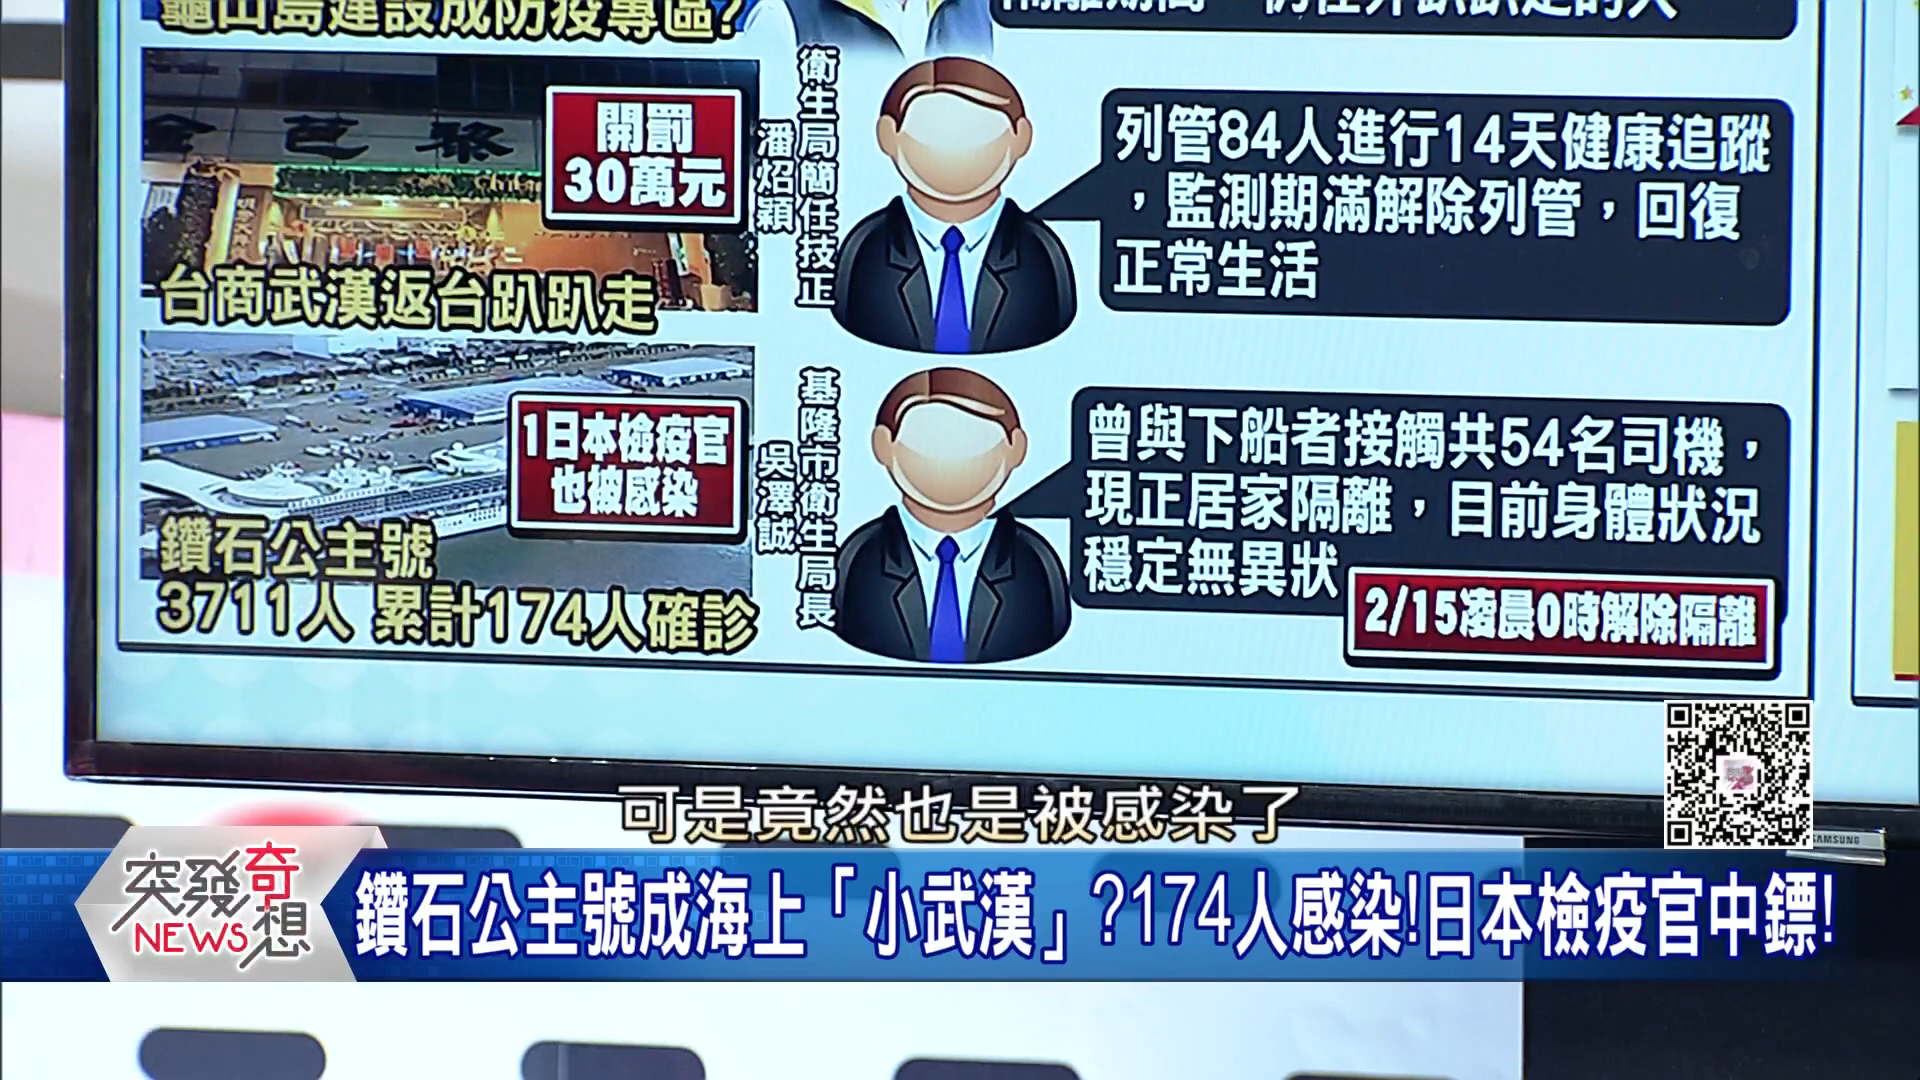 龜山島建設成防疫專區?
開罰
30萬元
台商武漢返台趴趴走
衛生局簡任技正
潘炤穎
列管84人進行14天健康追蹤
，監測期滿解除列管，回復
正常生活
1日本檢疫官
也被感染
鑽石公主號
3711人 累計174人確診
基隆市衛生局長
吳澤誠
曾與下船者接觸共54名司機，
現正居家隔離，目前身體狀況
穩定無異狀
2/15凌晨0時解除隔離
SAMSUNG
可是竟然也是被感染了
突發奇想
NEWS
鑽石公主號成海上「小武漢」?174人感染!日本檢疫官中鏢!